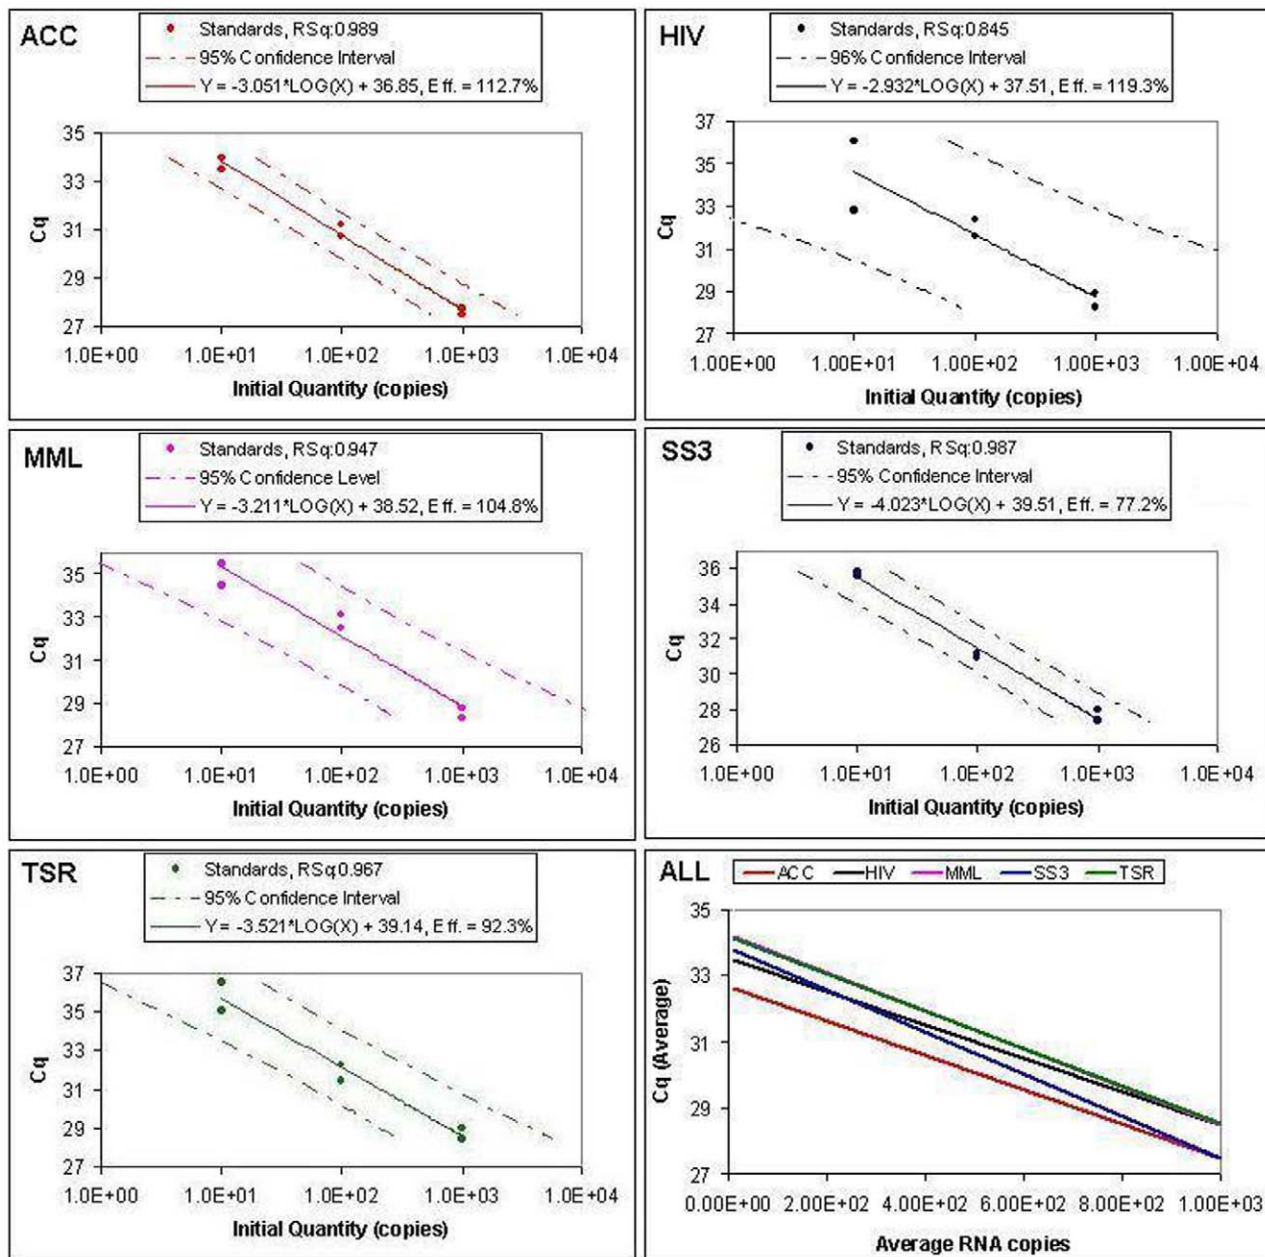 ACC
Standards, RSq:0.989
95% Confidence Interval
Y = -3.051*LOG(X) + 36.85, Eff. = 112.7%
35
33
31
29
27
Cq
1.0E+00 1.0E+01 1.0E+02 1.0E+03 1.0E+04
Initial Quantity (copies)
HIV
Standards, RSq:0.845
96% Confidence Interval
Y = -2.932*LOG(X) + 37.51, Eff. = 119.3%
37
35
33
31
29
27
Cq
1.00E+00 1.00E+01 1.00E+02 1.00E+03 1.00E+04
Initial Quantity (copies)
MML
Standards, RSq:0.947
95% Confidence Level
Y = -3.211*LOG(X) + 38.52, Eff. = 104.8%
35
33
31
29
27
Cq
1.0E+00 1.0E+01 1.0E+02 1.0E+03 1.0E+04
Initial Quantity (copies)
SS3
Standards, RSq:0.987
95% Confidence Interval
Y = -4.023*LOG(X) + 39.51, Eff. = 77.2%
36
34
32
30
28
26
Cq
1.0E+00 1.0E+01 1.0E+02 1.0E+03 1.0E+04
Initial Quantity (copies)
TSR
Standards, RSq:0.967
95% Confidence Interval
Y = -3.521*LOG(X) + 39.14, Eff. = 92.3%
37
35
33
31
29
27
Cq
1.0E+00 1.0E+01 1.0E+02 1.0E+03 1.0E+04
Initial Quantity (copies)
ALL
ACC HIV MML SS3 TSR
35
33
31
29
27
Cq (Average)
0.00E+00 2.00E+02 4.00E+02 6.00E+02 8.00E+02 1.00E+03
Average RNA copies